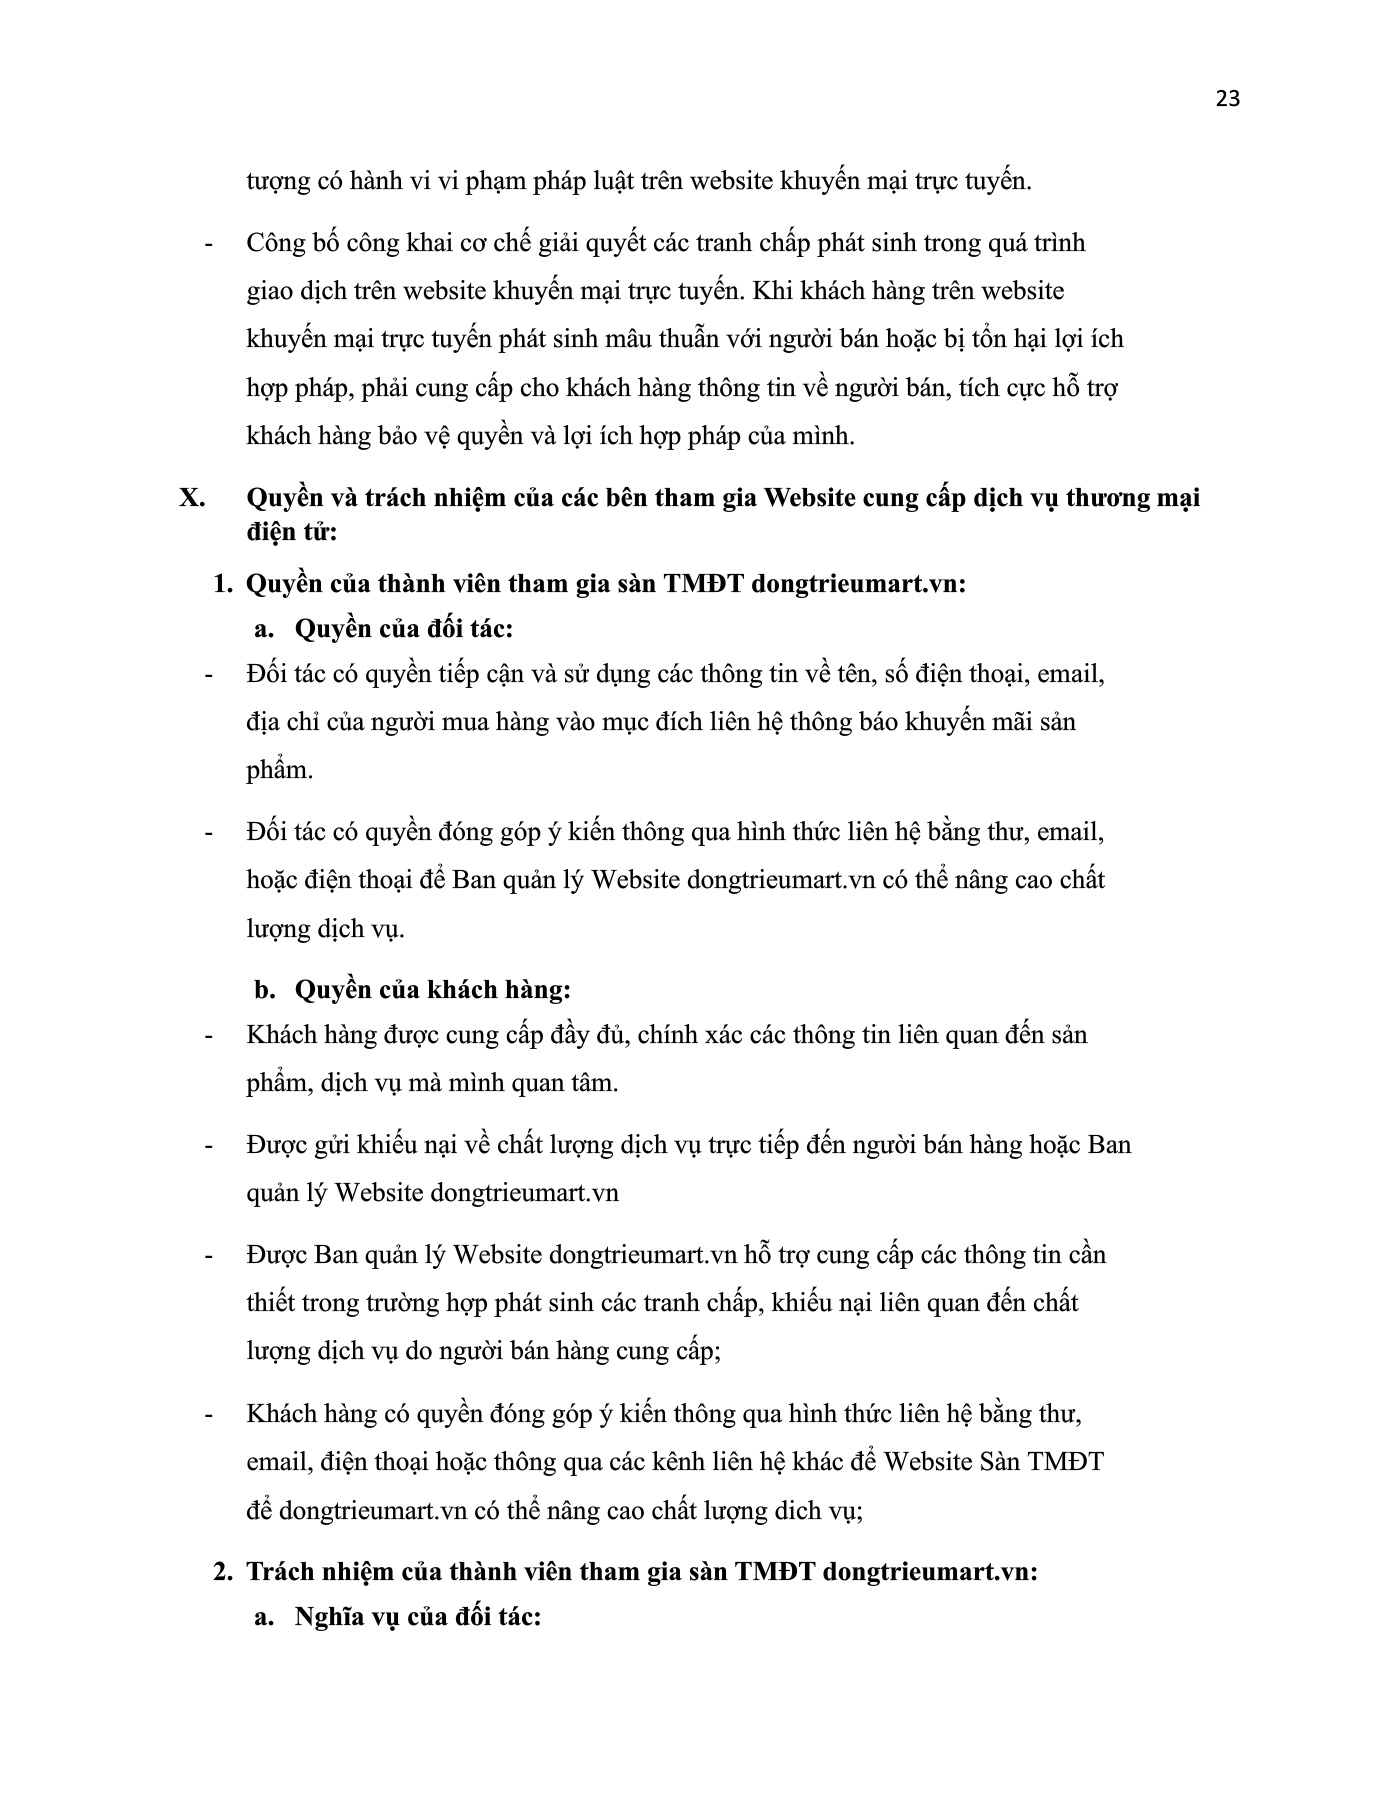 23
tượng có hành vi vi phạm pháp luật trên website khuyến mại trực tuyến.
- Công bố công khai cơ chế giải quyết các tranh chấp phát sinh trong quá trình
giao dịch trên website khuyến mại trực tuyến. Khi khách hàng trên website
khuyến mại trực tuyến phát sinh mâu thuẫn với người bán hoặc bị tổn hại lợi ích
hợp pháp, phải cung cấp cho khách hàng thông tin về người bán, tích cực hỗ trợ
khách hàng bảo vệ quyền và lợi ích hợp pháp của mình.
X. Quyền và trách nhiệm của các bên tham gia Website cung cấp dịch vụ thương mại
điện tử:
1. Quyền của thành viên tham gia sàn TMĐT dongtrieumart.vn:
a. Quyền của đối tác:
- Đối tác có quyền tiếp cận và sử dụng các thông tin về tên, số điện thoại, email,
địa chỉ của người mua hàng vào mục đích liên hệ thông báo khuyến mãi sản
phẩm.
- Đối tác có quyền đóng góp ý kiến thông qua hình thức liên hệ bằng thư, email,
hoặc điện thoại để Ban quản lý Website dongtrieumart.vn có thể nâng cao chất
lượng dịch vụ.
b. Quyền của khách hàng:
- Khách hàng được cung cấp đầy đủ, chính xác các thông tin liên quan đến sản
phẩm, dịch vụ mà mình quan tâm.
- Được gửi khiếu nại về chất lượng dịch vụ trực tiếp đến người bán hàng hoặc Ban
quản lý Website dongtrieumart.vn
- Được Ban quản lý Website dongtrieumart.vn hỗ trợ cung cấp các thông tin cần
thiết trong trường hợp phát sinh các tranh chấp, khiếu nại liên quan đến chất
lượng dịch vụ do người bán hàng cung cấp;
- Khách hàng có quyền đóng góp ý kiến thông qua hình thức liên hệ bằng thư,
email, điện thoại hoặc thông qua các kênh liên hệ khác để Website Sàn TMĐT
để dongtrieumart.vn có thể nâng cao chất lượng dich vụ;
2. Trách nhiệm của thành viên tham gia sàn TMĐT dongtrieumart.vn:
a. Nghĩa vụ của đối tác: